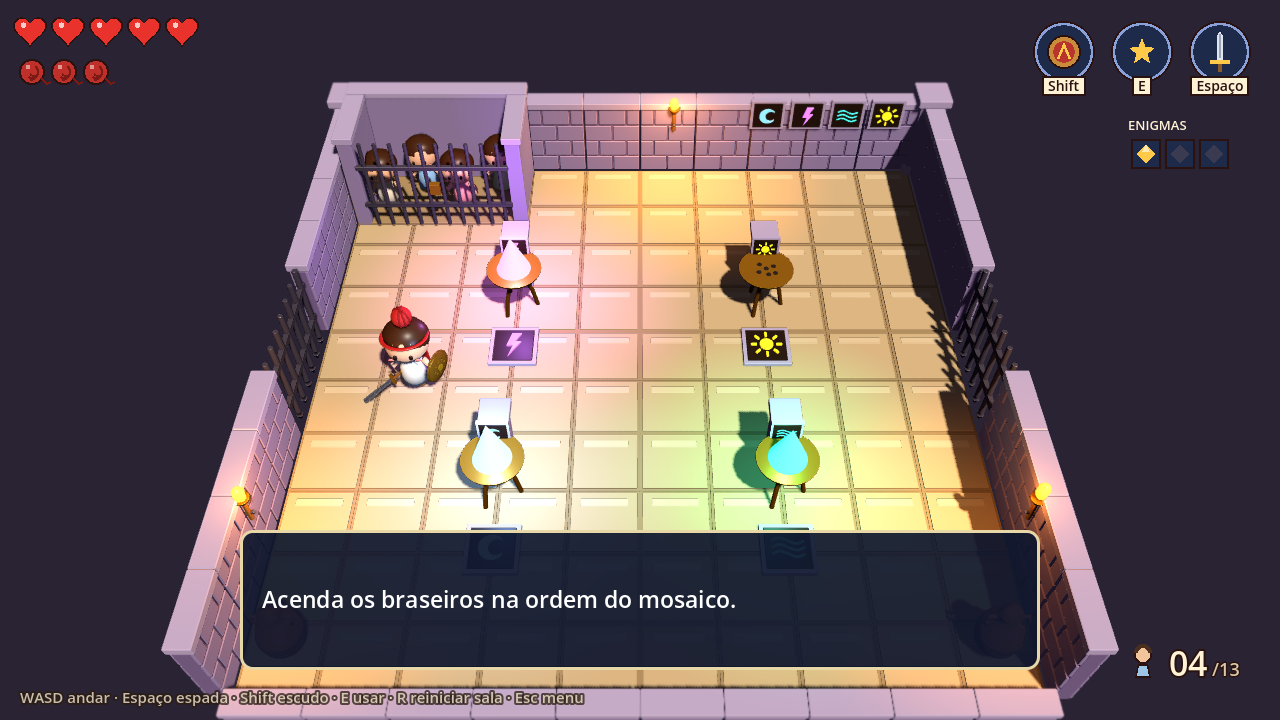 Shift
E
Espaço
ENIGMAS
Acenda os braseiros na ordem do mosaico.
04 /13
WASD andar · Espaço espada · Shift escudo · E usar · R reiniciar sala · Esc menu